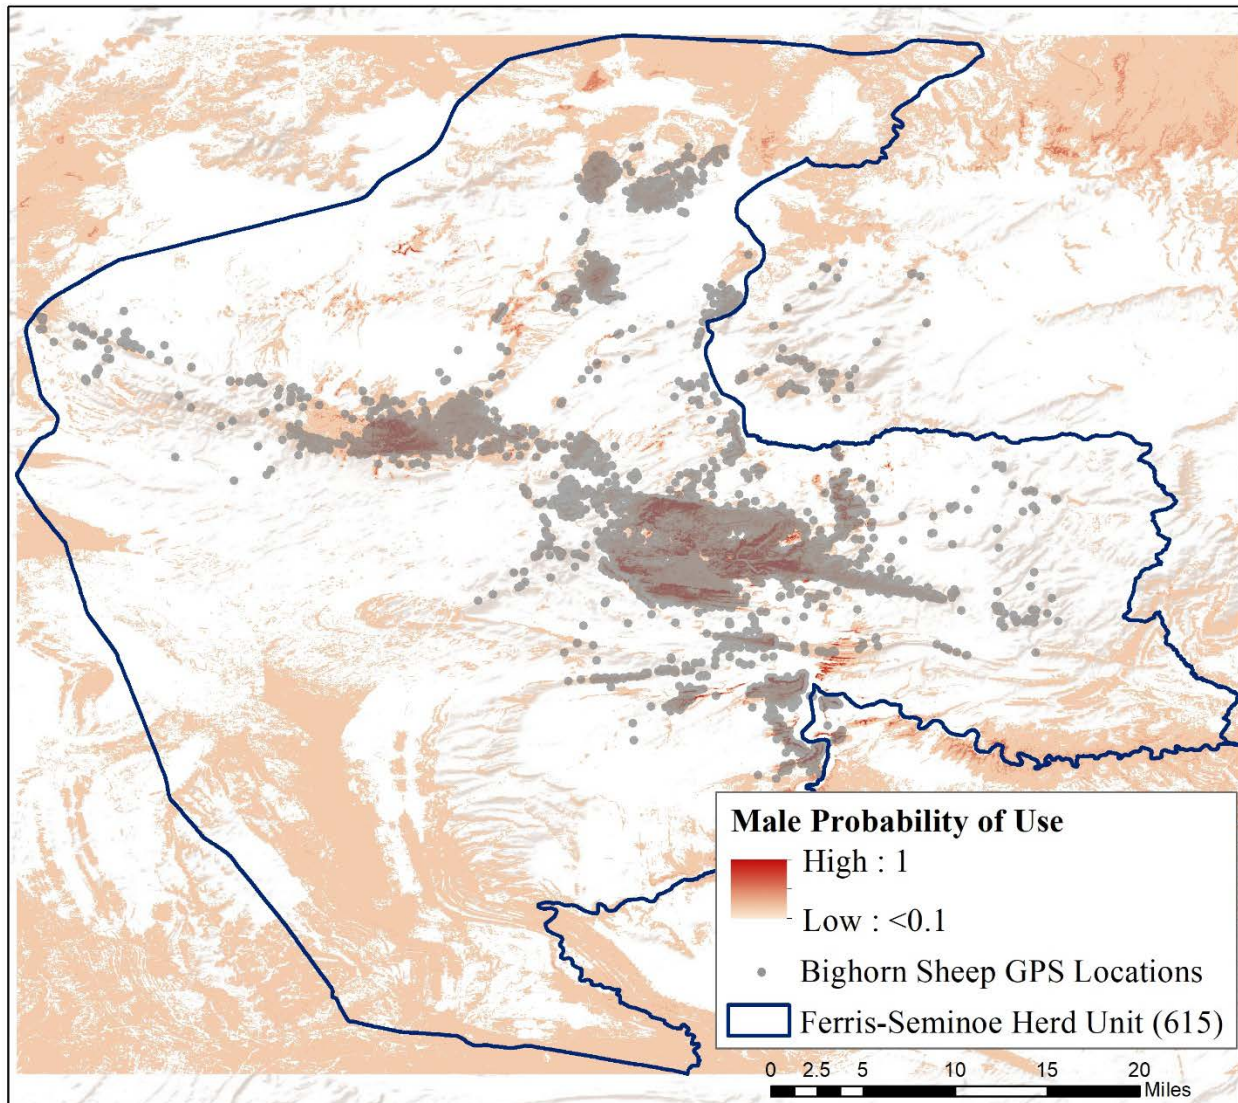 Male Probability of Use
High : 1
Low : <0.1
Bighorn Sheep GPS Locations
Ferris-Seminoe Herd Unit (615)
0 2.5 5 10 15 20
Miles